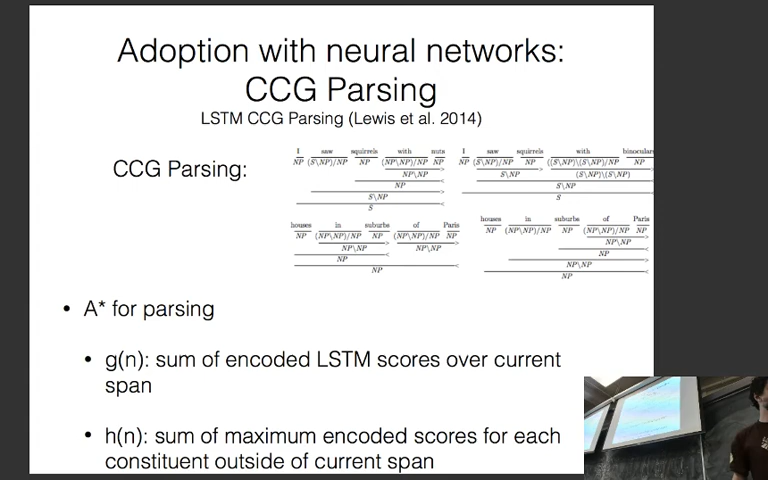 Adoption with neural networks:
CCG Parsing
LSTM CCG Parsing (Lewis et al. 2014)
CCG Parsing:
I saw squirrels with nuts
NP (S\NP)/NP NP (NP\NP)/NP NP
NP\NP
NP
S\NP
S
I saw squirrels with binoculars
NP (S\NP)/NP NP ((S\NP)\(S\NP)/NP NP
S\NP (S\NP)\(S\NP)
S\NP
S
houses in suburbs of Paris
NP (NP\NP)/NP NP (NP\NP)/NP NP
NP\NP NP\NP
NP
NP
houses in suburbs of Paris
NP (NP\NP)/NP NP (NP\NP)/NP NP
NP\NP
NP
NP\NP
NP
• A* for parsing
• g(n): sum of encoded LSTM scores over current
span
• h(n): sum of maximum encoded scores for each
constituent outside of current span